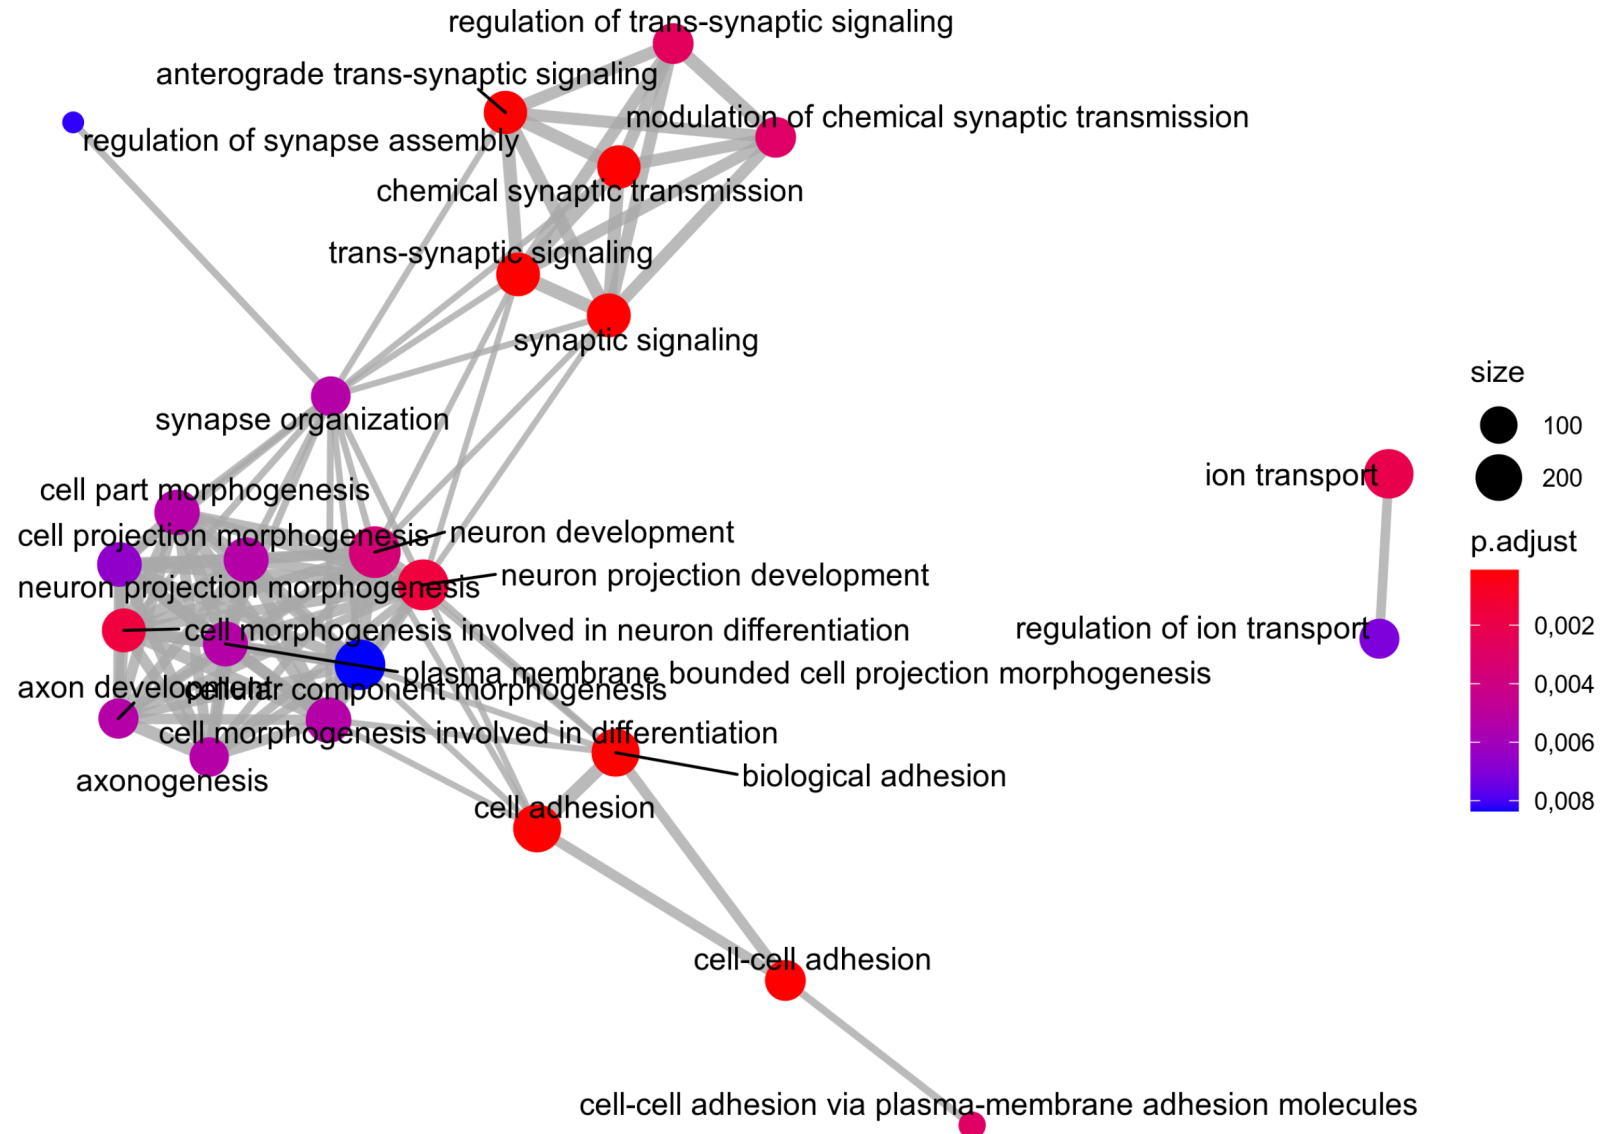 regulation of trans-synaptic signaling
anterograde trans-synaptic signaling
modulation of chemical synaptic transmission
regulation of synapse assembly
chemical synaptic transmission
trans-synaptic signaling
synaptic signaling
synapse organization
cell part morphogenesis
cell projection morphogenesis
neuron development
neuron projection development
neuron projection morphogenesis
cell morphogenesis involved in neuron differentiation
plasma membrane bounded cell projection morphogenesis
axon development
cellular component morphogenesis
cell morphogenesis involved in differentiation
axonogenesis
biological adhesion
cell adhesion
cell-cell adhesion
cell-cell adhesion via plasma-membrane adhesion molecules
ion transport
regulation of ion transport
size
100
200
p.adjust
0,002
0,004
0,006
0,008